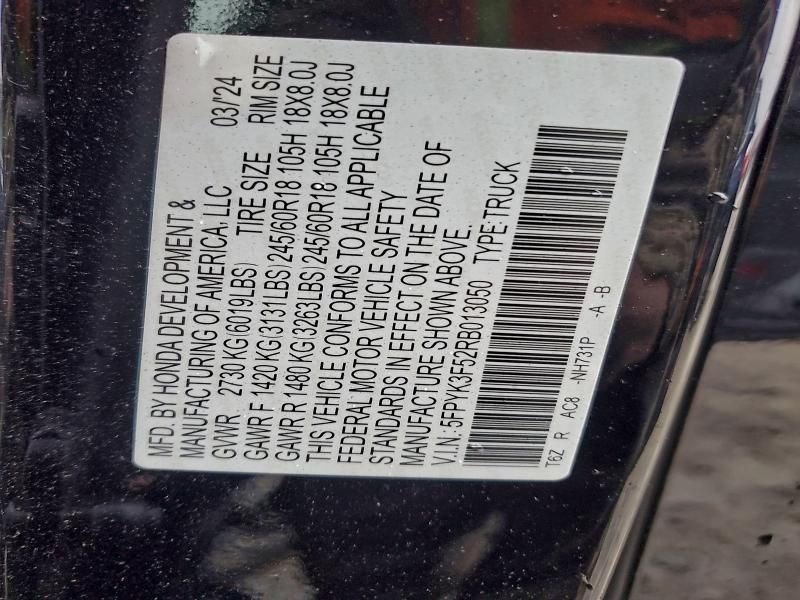 MFD. BY HONDA DEVELOPMENT &
MANUFACTURING OF AMERICA, LLC 03/'24
GVWR 2730 KG(6019LBS) TIRE SIZE RIM SIZE
GAWR F 1420 KG(3131LBS) 245/60R18 105H 18X8.0J
GAWR R 1480 KG(3263LBS) 245/60R18 105H 18X8.0J
THIS VEHICLE CONFORMS TO ALL APPLICABLE
FEDERAL MOTOR VEHICLE SAFETY
STANDARDS IN EFFECT ON THE DATE OF
MANUFACTURE SHOWN ABOVE.
V.I.N: 5FPYK3F52RB013050 TYPE:TRUCK
T6Z R AC8 -NH731P -A -B